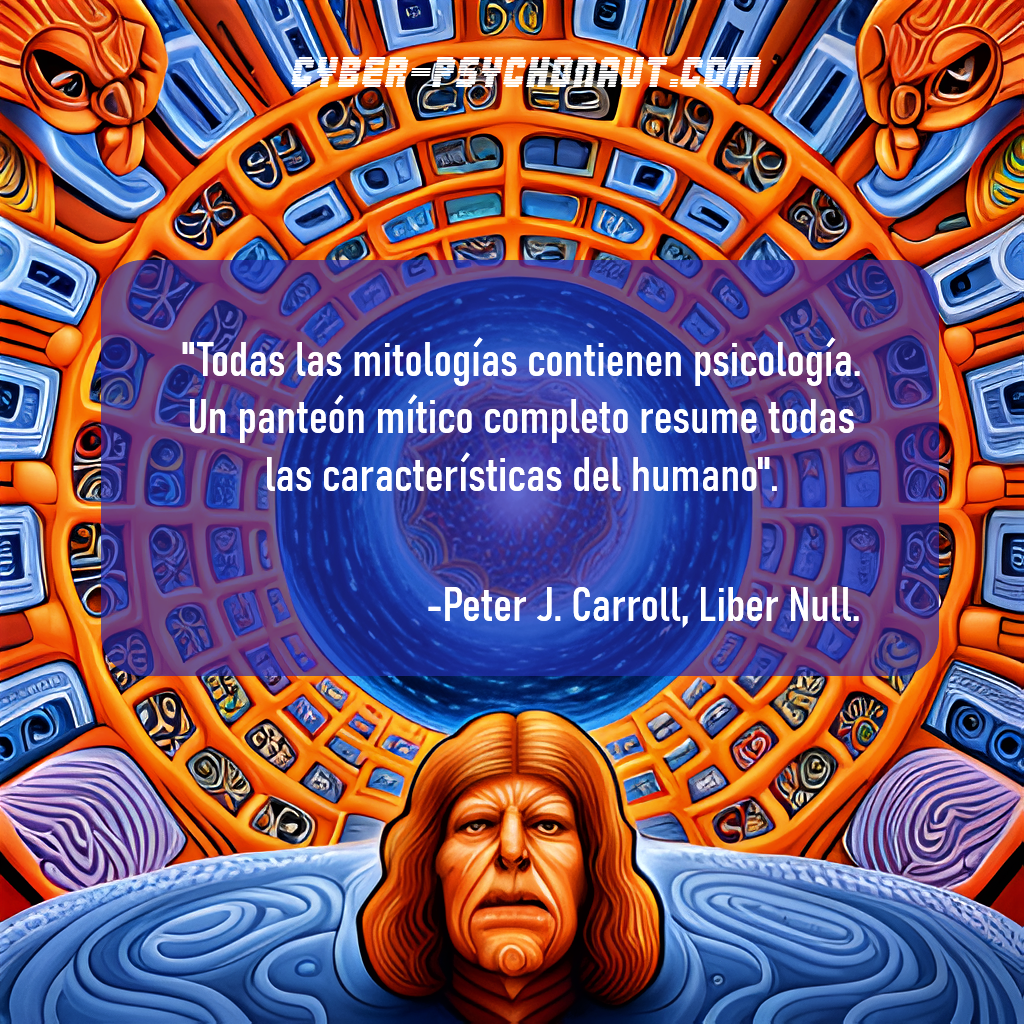 CYBER-PSYCHONAUT.COM
"Todas las mitologías contienen psicología.
Un panteón mítico completo resume todas
las características del humano".
-Peter J. Carroll, Liber Null.